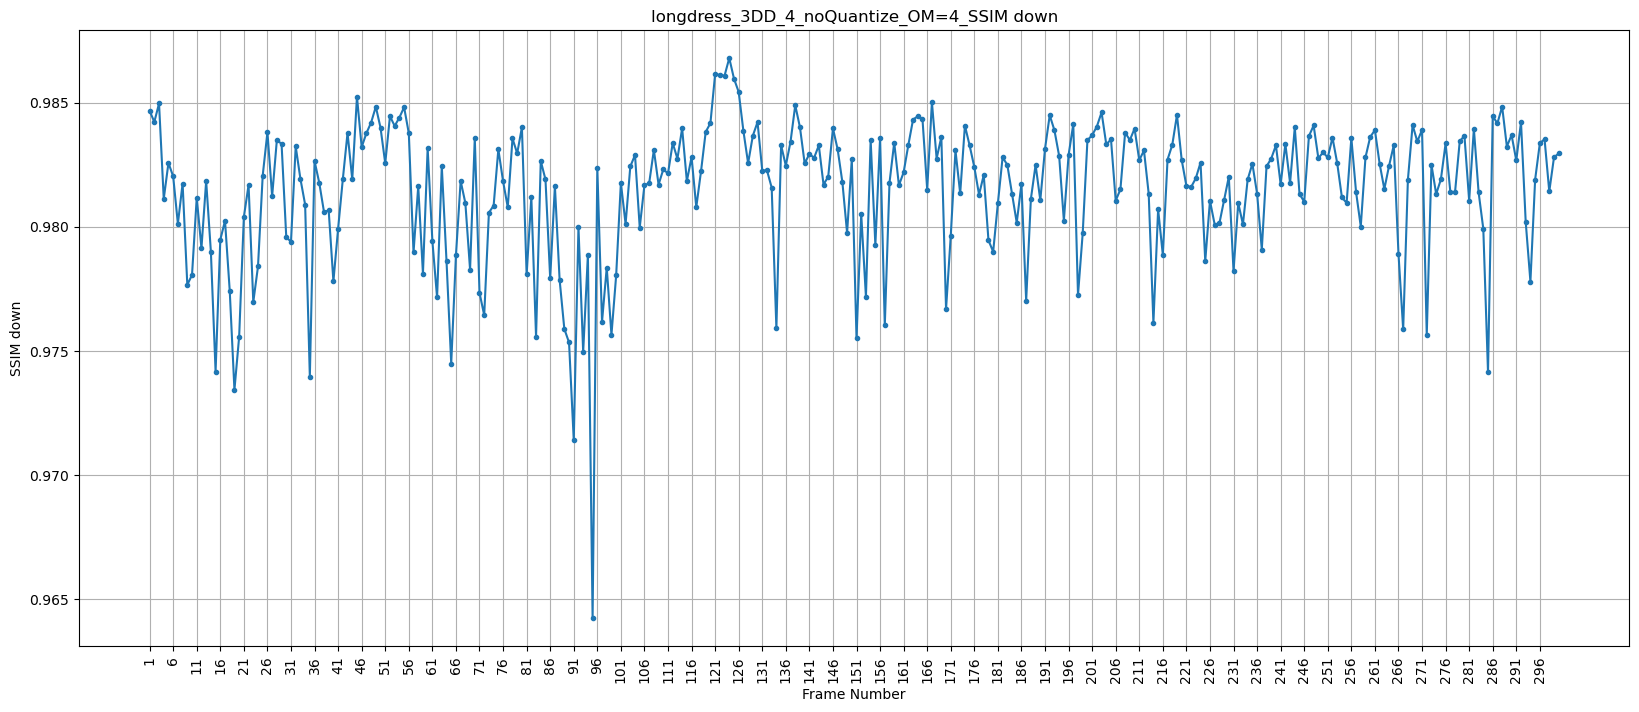 longdress_3DD_4_noQuantize_OM=4_SSIM down
SSIM down
0.985
0.980
0.975
0.970
0.965
1 6 11 16 21 26 31 36 41 46 51 56 61 66 71 76 81 86 91 96 101 106 111 116 121 126 131 136 141 146 151 156 161 166 171 176 181 186 191 196 201 206 211 216 221 226 231 236 241 246 251 256 261 266 271 276 281 286 291 296
Frame Number